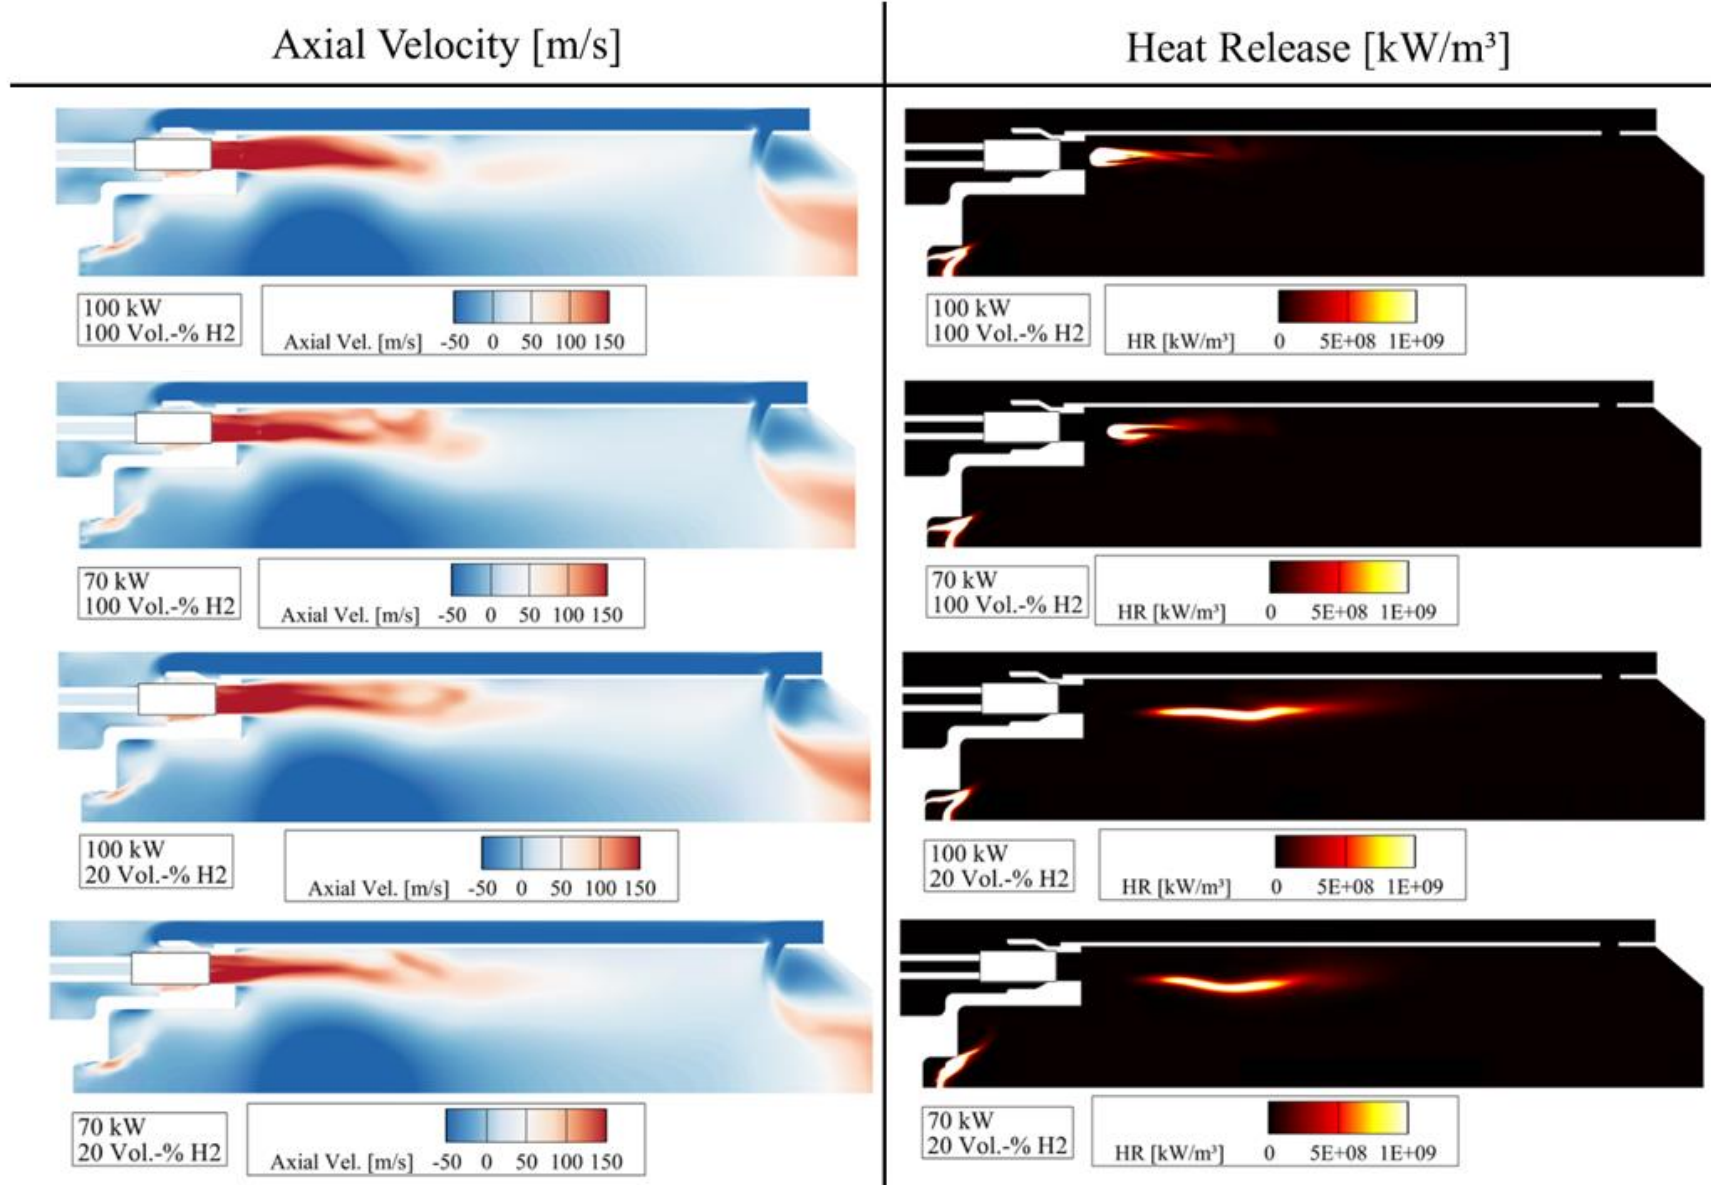 Axial Velocity [m/s]
Heat Release [kW/m³]
100 kW
100 Vol.-% H2
Axial Vel. [m/s] -50 0 50 100 150
100 kW
100 Vol.-% H2
HR [kW/m³] 0 5E+08 1E+09
70 kW
100 Vol.-% H2
Axial Vel. [m/s] -50 0 50 100 150
70 kW
100 Vol.-% H2
HR [kW/m³] 0 5E+08 1E+09
100 kW
20 Vol.-% H2
Axial Vel. [m/s] -50 0 50 100 150
100 kW
20 Vol.-% H2
HR [kW/m³] 0 5E+08 1E+09
70 kW
20 Vol.-% H2
Axial Vel. [m/s] -50 0 50 100 150
70 kW
20 Vol.-% H2
HR [kW/m³] 0 5E+08 1E+09